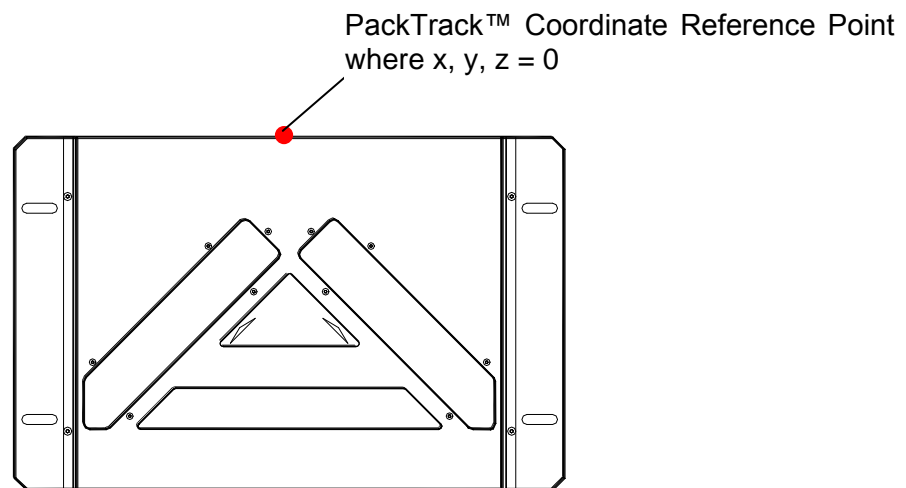 PackTrack™ Coordinate Reference Point
where x, y, z = 0